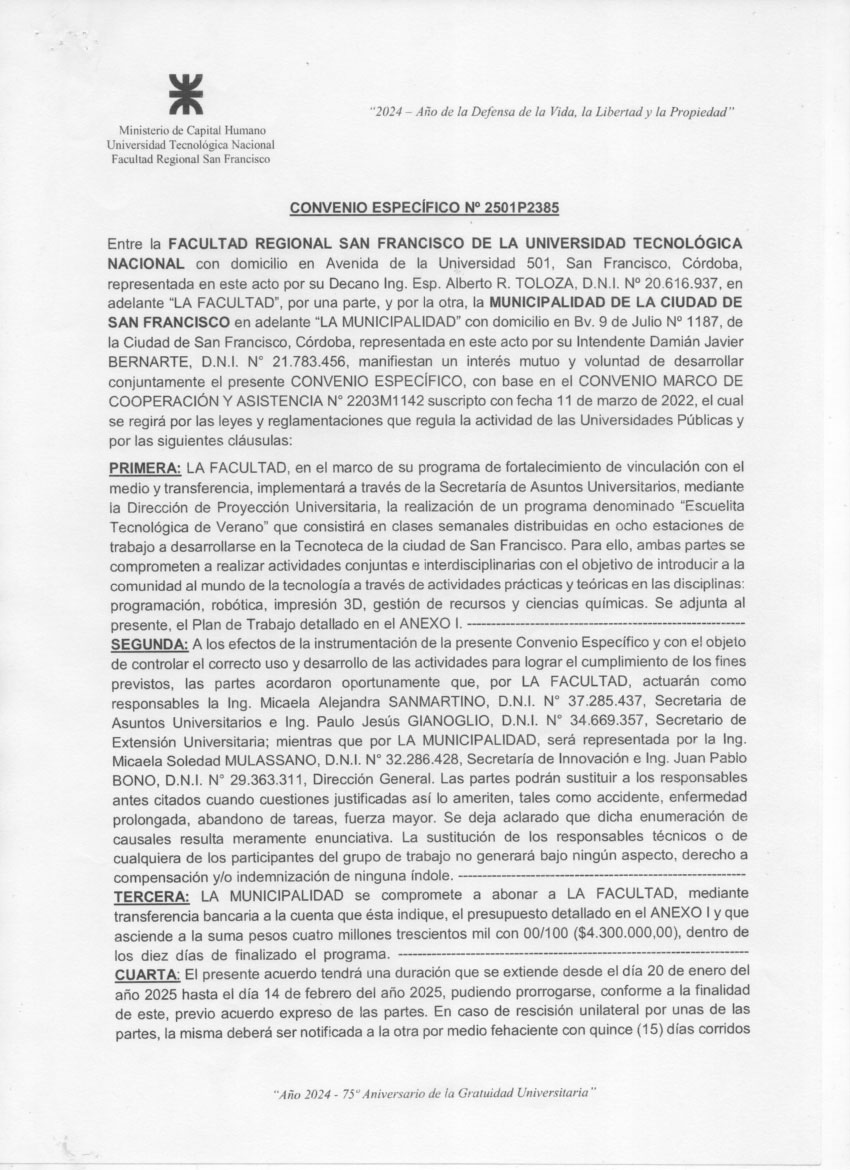 "2024 – Año de la Defensa de la Vida, la Libertad y la Propiedad"
Ministerio de Capital Humano
Universidad Tecnológica Nacional
Facultad Regional San Francisco
CONVENIO ESPECÍFICO Nº 2501P2385
Entre la FACULTAD REGIONAL SAN FRANCISCO DE LA UNIVERSIDAD TECNOLÓGICA
NACIONAL con domicilio en Avenida de la Universidad 501, San Francisco, Córdoba,
representada en este acto por su Decano Ing. Esp. Alberto R. TOLOZA, D.N.I. Nº 20.616.937, en
adelante "LA FACULTAD", por una parte, y por la otra, la MUNICIPALIDAD DE LA CIUDAD DE
SAN FRANCISCO en adelante "LA MUNICIPALIDAD" con domicilio en Bv. 9 de Julio Nº 1187, de
la Ciudad de San Francisco, Córdoba, representada en este acto por su Intendente Damián Javier
BERNARTE, D.N.I. N° 21.783.456, manifiestan un interés mutuo y voluntad de desarrollar
conjuntamente el presente CONVENIO ESPECÍFICO, con base en el CONVENIO MARCO DE
COOPERACIÓN Y ASISTENCIA N° 2203M1142 suscripto con fecha 11 de marzo de 2022, el cual
se regirá por las leyes y reglamentaciones que regula la actividad de las Universidades Públicas y
por las siguientes cláusulas:
PRIMERA: LA FACULTAD, en el marco de su programa de fortalecimiento de vinculación con el
medio y transferencia, implementará a través de la Secretaría de Asuntos Universitarios, mediante
la Dirección de Proyección Universitaria, la realización de un programa denominado "Escuelita
Tecnológica de Verano" que consistirá en clases semanales distribuidas en ocho estaciones de
trabajo a desarrollarse en la Tecnoteca de la ciudad de San Francisco. Para ello, ambas partes se
comprometen a realizar actividades conjuntas e interdisciplinarias con el objetivo de introducir a la
comunidad al mundo de la tecnología a través de actividades prácticas y teóricas en las disciplinas:
programación, robótica, impresión 3D, gestión de recursos y ciencias químicas. Se adjunta al
presente, el Plan de Trabajo detallado en el ANEXO I. ----------------------------------------------------------
SEGUNDA: A los efectos de la instrumentación de la presente Convenio Específico y con el objeto
de controlar el correcto uso y desarrollo de las actividades para lograr el cumplimiento de los fines
previstos, las partes acordaron oportunamente que, por LA FACULTAD, actuarán como
responsables la Ing. Micaela Alejandra SANMARTINO, D.N.I. N° 37.285.437, Secretaria de
Asuntos Universitarios e Ing. Paulo Jesús GIANOGLIO, D.N.I. N° 34.669.357, Secretario de
Extensión Universitaria; mientras que por LA MUNICIPALIDAD, será representada por la Ing.
Micaela Soledad MULASSANO, D.N.I. N° 32.286.428, Secretaría de Innovación e Ing. Juan Pablo
BONO, D.N.I. N° 29.363.311, Dirección General. Las partes podrán sustituir a los responsables
antes citados cuando cuestiones justificadas así lo ameriten, tales como accidente, enfermedad
prolongada, abandono de tareas, fuerza mayor. Se deja aclarado que dicha enumeración de
causales resulta meramente enunciativa. La sustitución de los responsables técnicos o de
cualquiera de los participantes del grupo de trabajo no generará bajo ningún aspecto, derecho a
compensación y/o indemnización de ninguna índole. ------------------------------------------------------------
TERCERA: LA MUNICIPALIDAD se compromete a abonar a LA FACULTAD, mediante
transferencia bancaria a la cuenta que ésta indique, el presupuesto detallado en el ANEXO I y que
asciende a la suma pesos cuatro millones trescientos mil con 00/100 ($4.300.000,00), dentro de
los diez días de finalizado el programa. -------------------------------------------------------------------------
CUARTA: El presente acuerdo tendrá una duración que se extiende desde el día 20 de enero del
año 2025 hasta el día 14 de febrero del año 2025, pudiendo prorrogarse, conforme a la finalidad
de este, previo acuerdo expreso de las partes. En caso de rescisión unilateral por unas de las
partes, la misma deberá ser notificada a la otra por medio fehaciente con quince (15) días corridos
"Año 2024 - 75º Aniversario de la Gratuidad Universitaria"